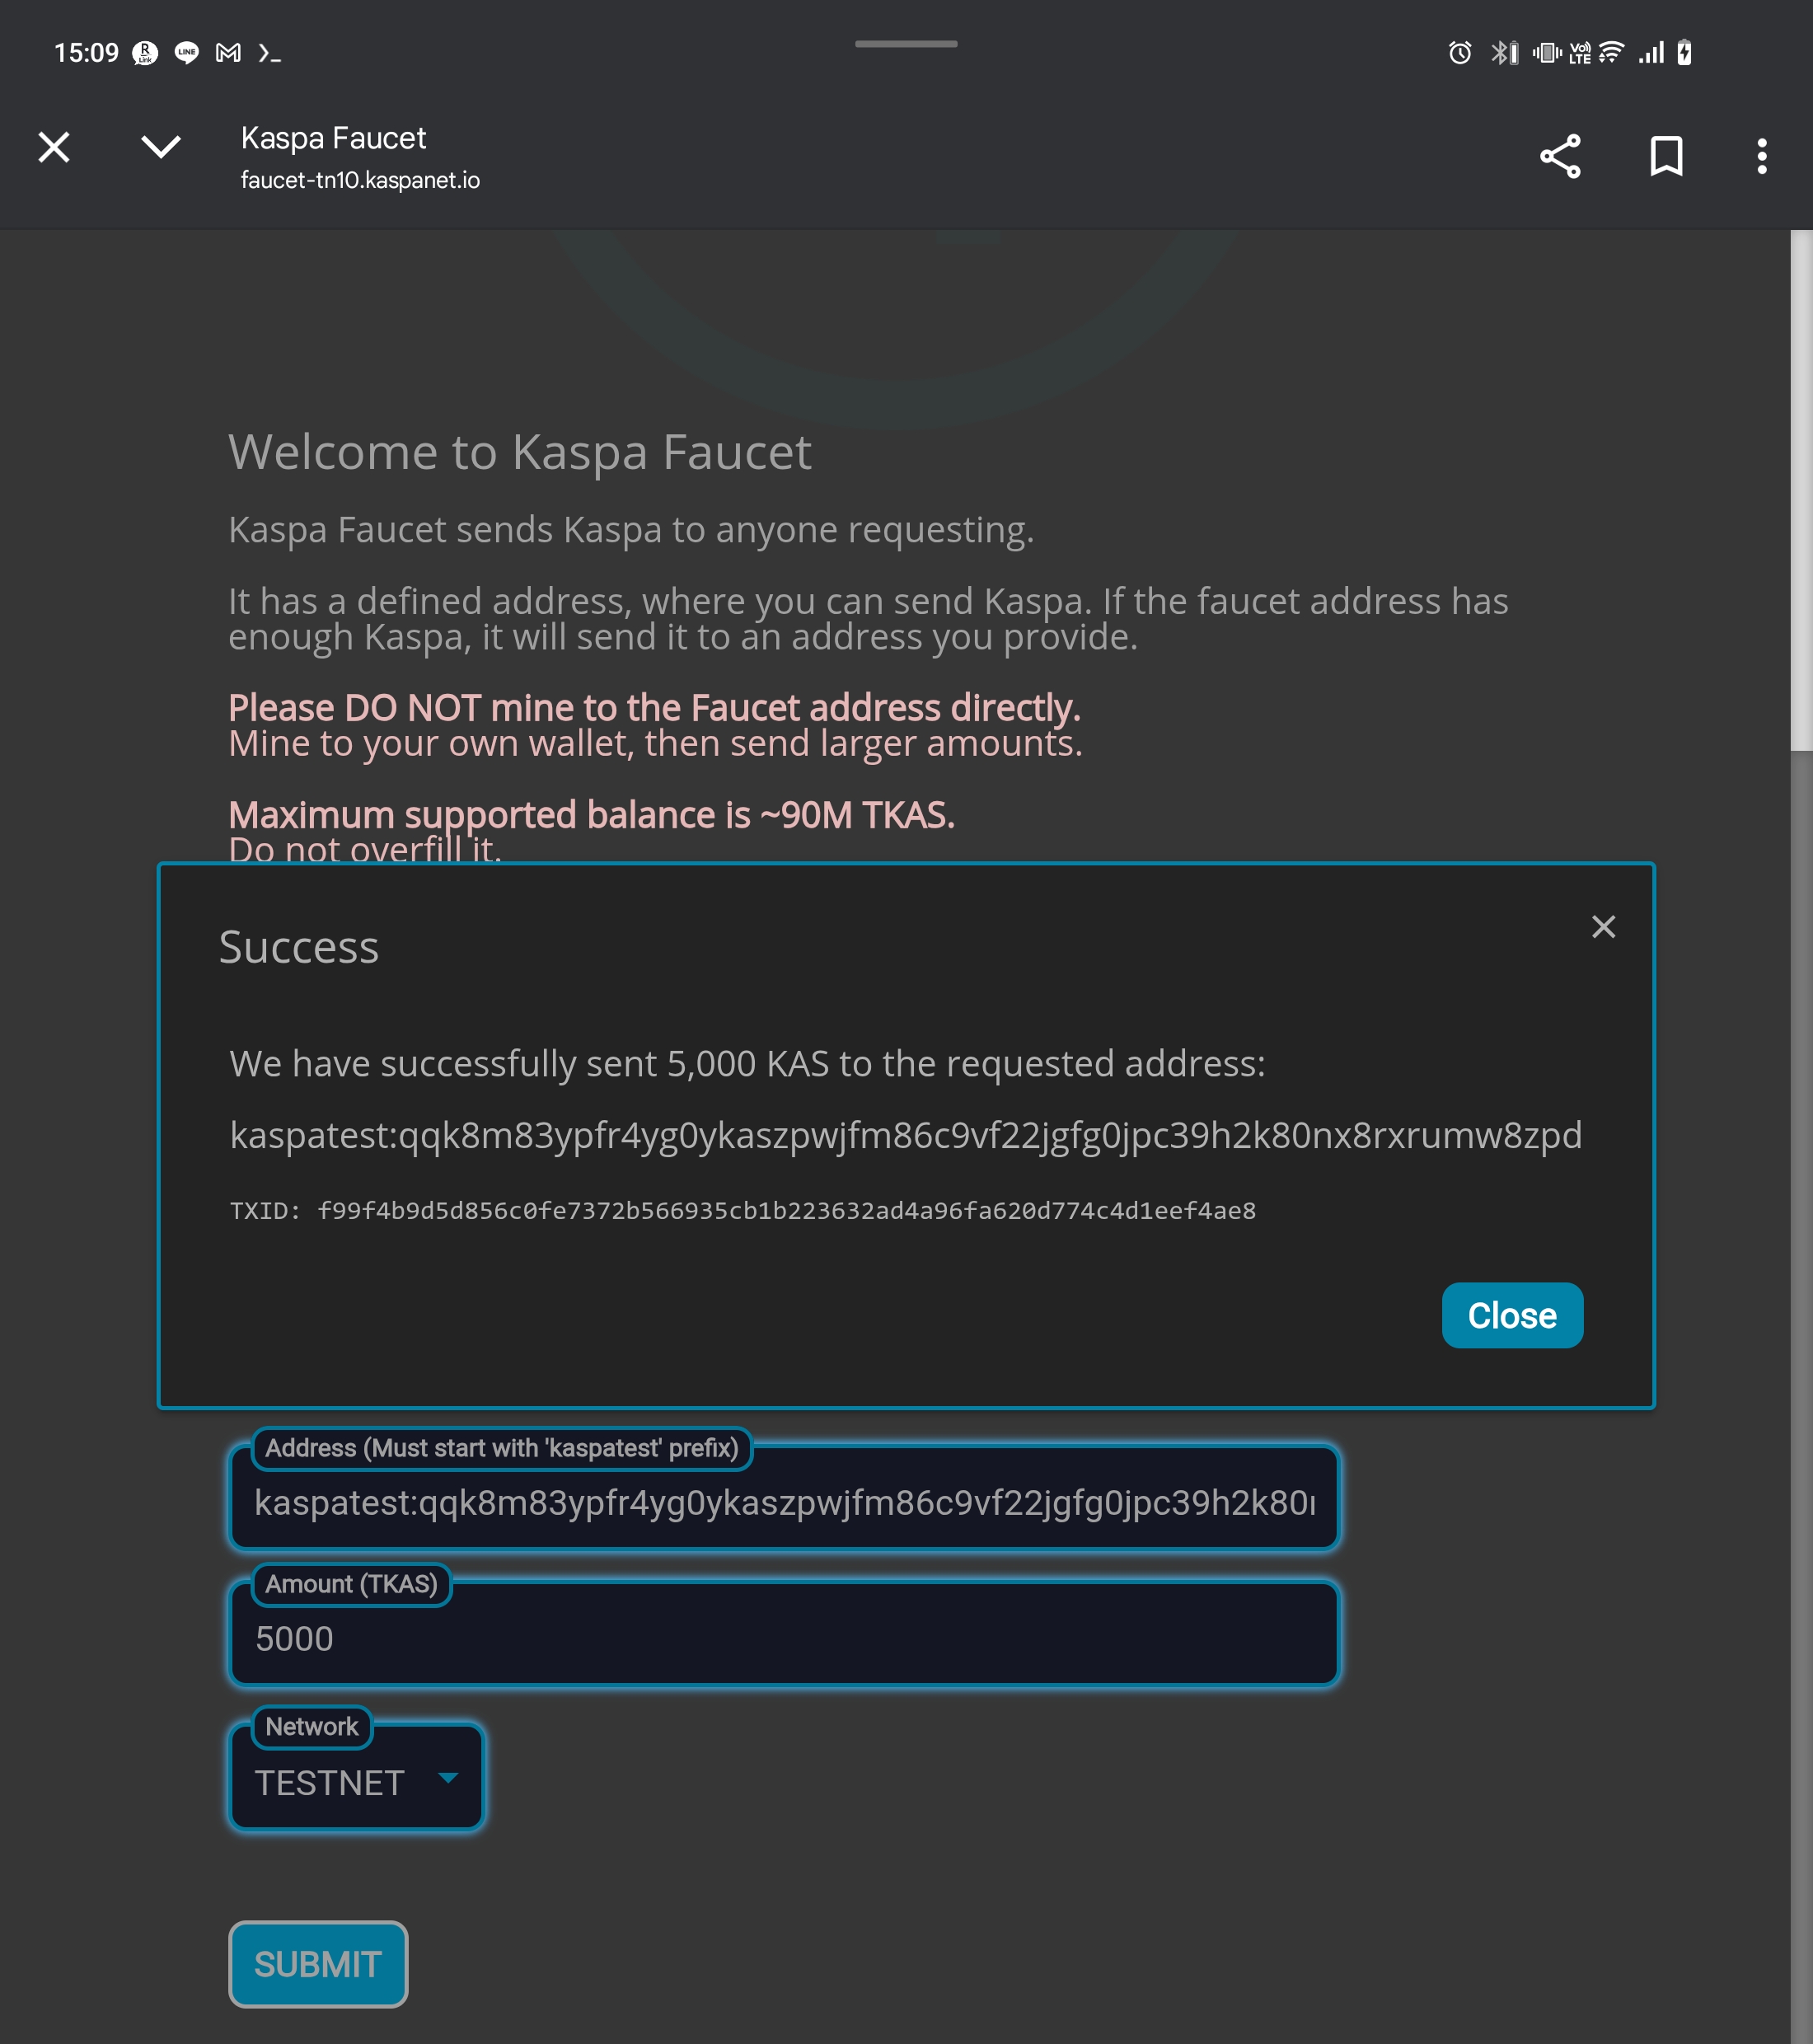 15:09
R
Link
LINE
Vo)
LTE
Kaspa Faucet
faucet-tn10.kaspanet.io
Welcome to Kaspa Faucet
Kaspa Faucet sends Kaspa to anyone requesting.
It has a defined address, where you can send Kaspa. If the faucet address has
enough Kaspa, it will send it to an address you provide.
Please DO NOT mine to the Faucet address directly.
Mine to your own wallet, then send larger amounts.
Maximum supported balance is ~90M TKAS.
Do not overfill it.
Success
We have successfully sent 5,000 KAS to the requested address:
kaspatest:qqk8m83ypfr4yg0ykaszpwjfm86c9vf22jgfg0jpc39h2k80nx8rxrumw8zpd
TXID: f99f4b9d5d856c0fe7372b566935cb1b223632ad4a96fa620d774c4d1eef4ae8
Close
Address (Must start with 'kaspatest' prefix)
kaspatest:qqk8m83ypfr4yg0ykaszpwjfm86c9vf22jgfg0jpc39h2k80
Amount (TKAS)
5000
Network
TESTNET
SUBMIT